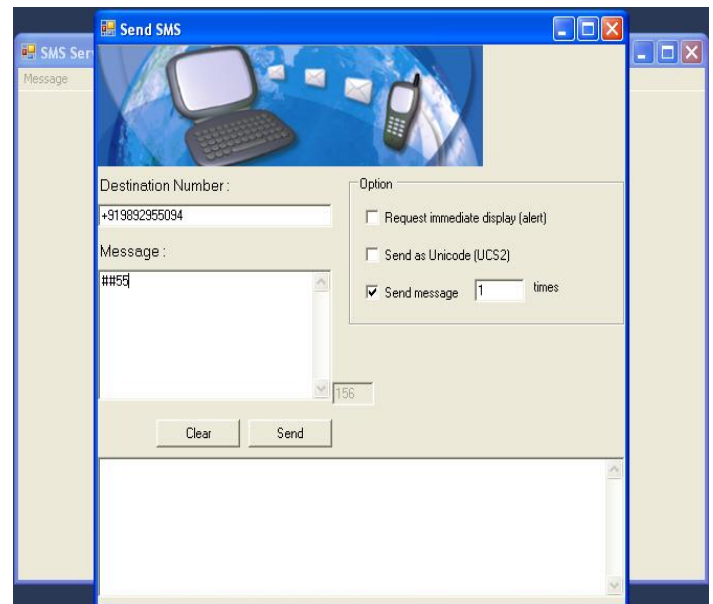 Send SMS
SMS Ser
Message
Destination Number :
+919892955094
Message :
##55
156
Clear
Send
Option
Request immediate display (alert)
Send as Unicode (UCS2)
Send message 1 times